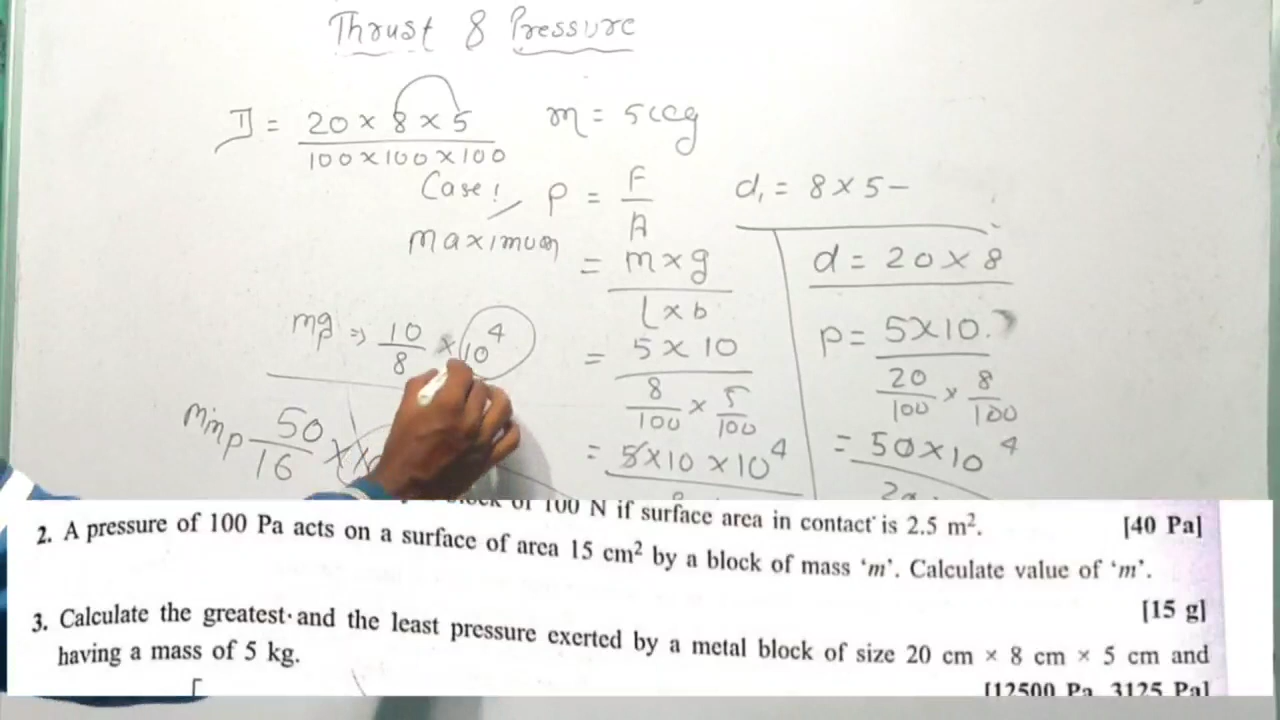 Thrust & Pressure
II = 20 × 8 × 5 / 100 × 100 × 100
m = 5kg
Case I
maximum
P = F / A
= m × g / l × b
= 5 × 10 / 8/100 × 5/100
= 5 × 10 × 10⁴
d₁ = 8 × 5 –
d = 20 × 8
P = 5 × 10 / 20/100 × 8/100
= 50 × 10⁴
mp ⇒ 10/8 × 10⁴
Min p 50/16 ×
of 100 N if surface area in contact is 2.5 m². [40 Pa]
2. A pressure of 100 Pa acts on a surface of area 15 cm² by a block of mass ‘m’. Calculate value of ‘m’.
[15 g]
3. Calculate the greatest and the least pressure exerted by a metal block of size 20 cm × 8 cm × 5 cm and
having a mass of 5 kg.
[12500 Pa, 3125 Pa]